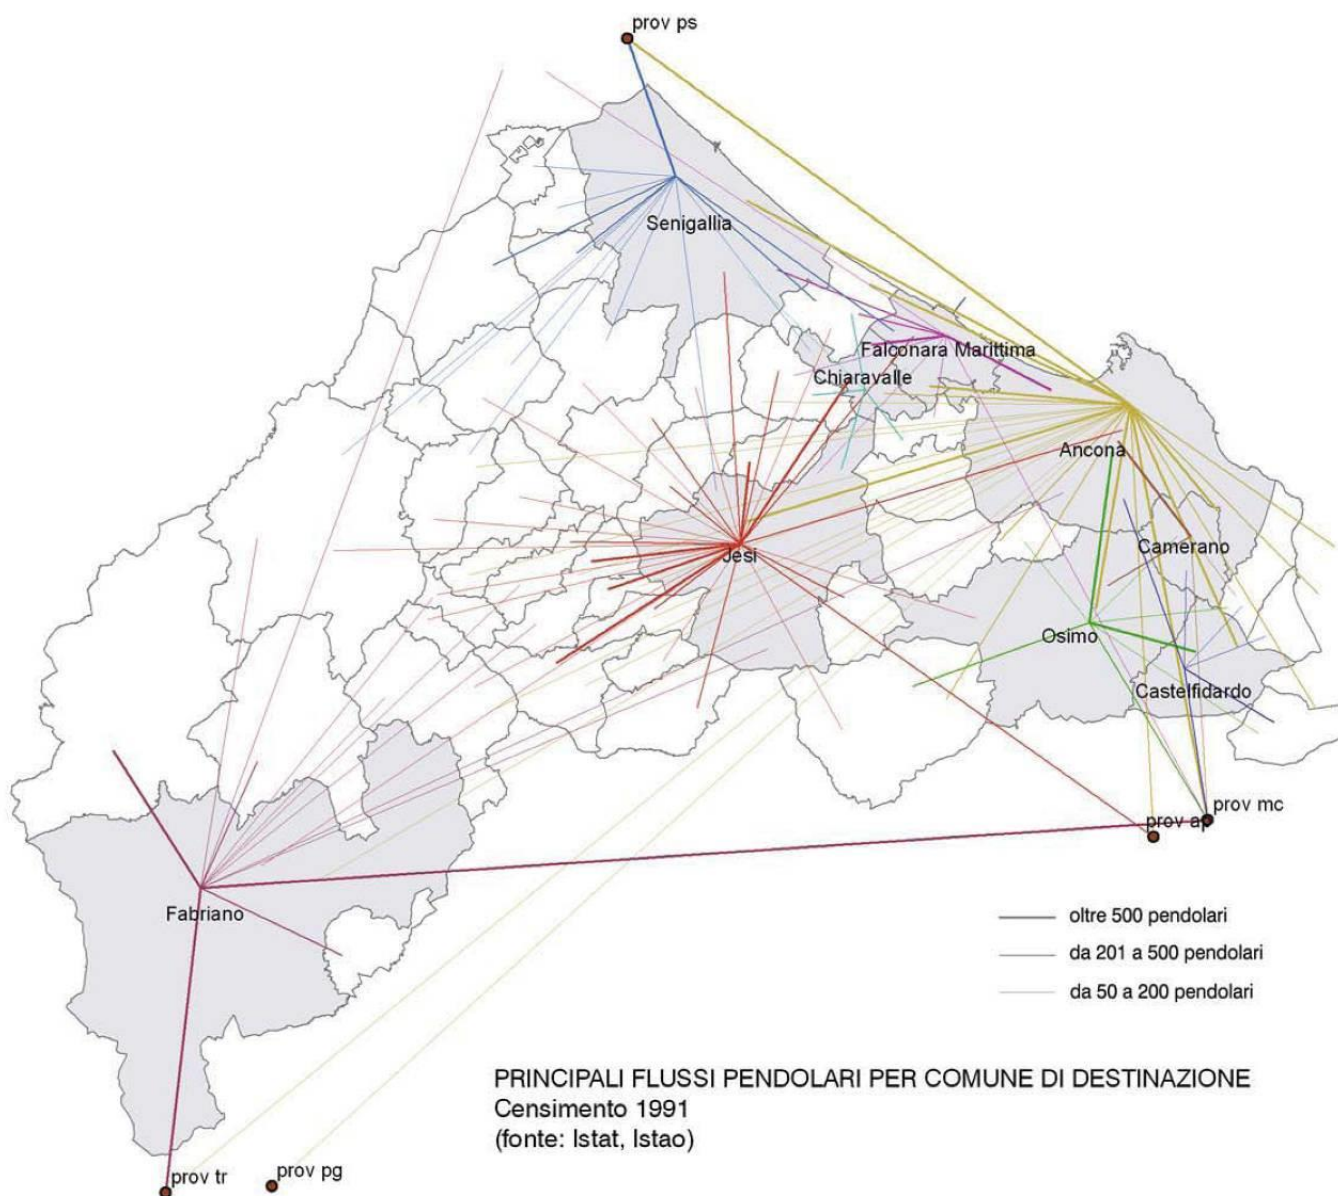 prov ps
Senigallia
Falconara Marittima
Chiaravalle
Ancona
Camerano
Jesi
Osimo
Castelfidardo
prov mc
prov ap
Fabriano
oltre 500 pendolari
da 201 a 500 pendolari
da 50 a 200 pendolari
PRINCIPALI FLUSSI PENDOLARI PER COMUNE DI DESTINAZIONE
Censimento 1991
(fonte: Istat, Istao)
prov tr
prov pg